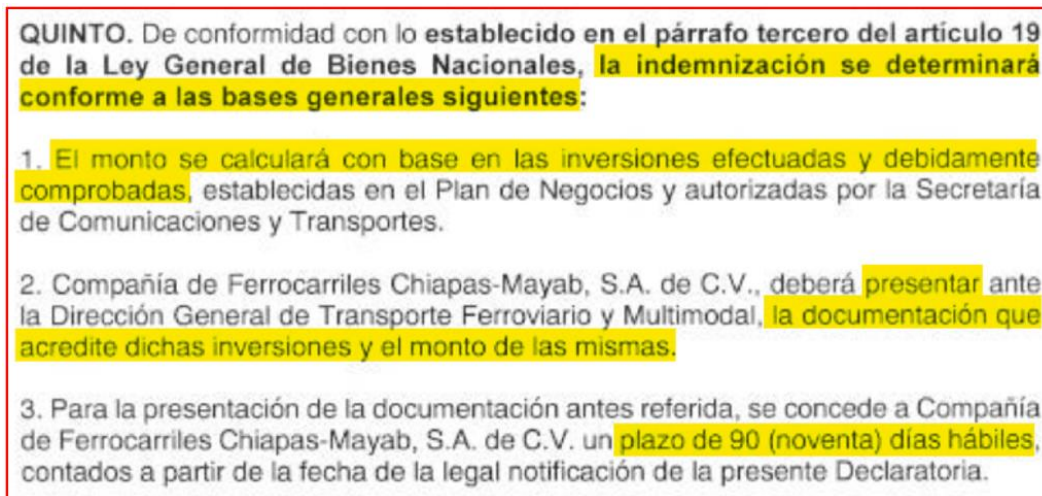 QUINTO. De conformidad con lo establecido en el párrafo tercero del artículo 19
de la Ley General de Bienes Nacionales, la indemnización se determinará
conforme a las bases generales siguientes:
1. El monto se calculará con base en las inversiones efectuadas y debidamente
comprobadas, establecidas en el Plan de Negocios y autorizadas por la Secretaría
de Comunicaciones y Transportes.
2. Compañía de Ferrocarriles Chiapas-Mayab, S.A. de C.V., deberá presentar ante
la Dirección General de Transporte Ferroviario y Multimodal, la documentación que
acredite dichas inversiones y el monto de las mismas.
3. Para la presentación de la documentación antes referida, se concede a Compañía
de Ferrocarriles Chiapas-Mayab, S.A. de C.V. un plazo de 90 (noventa) días hábiles,
contados a partir de la fecha de la legal notificación de la presente Declaratoria.